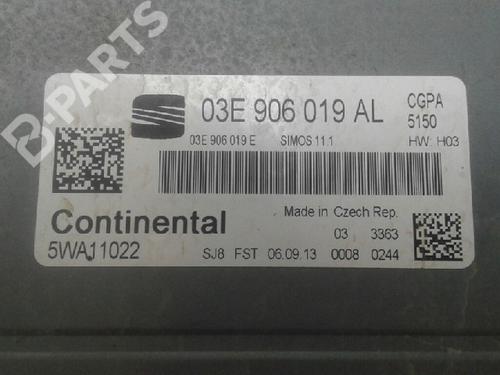 B-PARTS
03E 906 019 AL
CGPA
5150
03E 906 019 E SIMOS 11.1 HW: H03
Continental
5WA11022
Made in Czech Rep.
03 3363
SJ8 FST 06.09.13 0008 0244